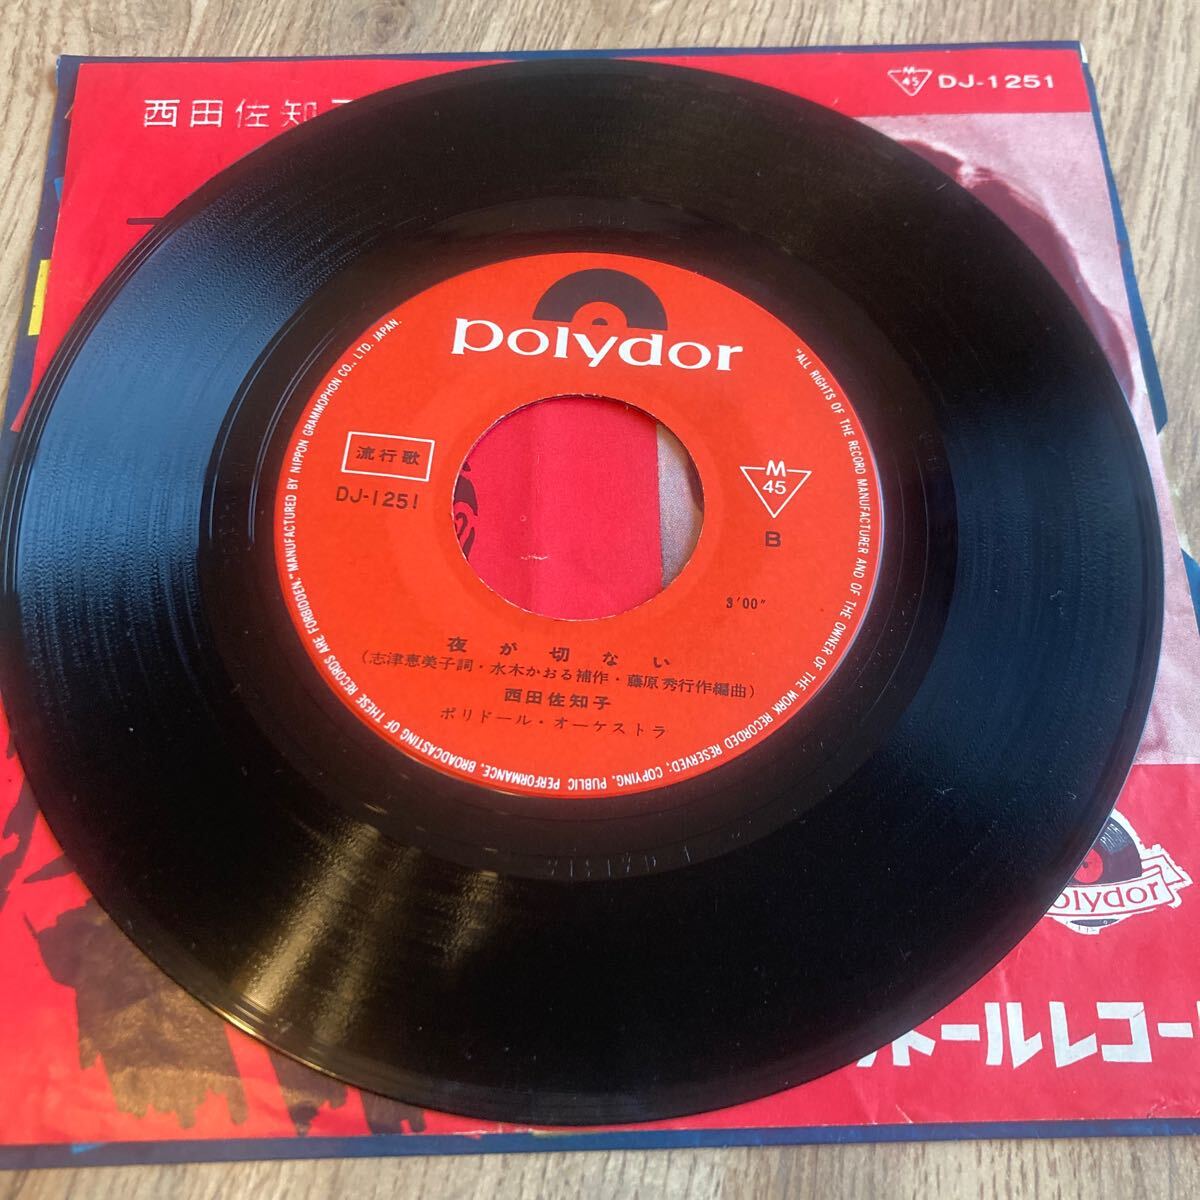 西田佐知
M
45
DJ-1251
polydor
流行歌
DJ-1251
M
45
B
3'00"
夜が切ない
(志津恵美子詞・水木かおる補作・藤原秀行作編曲)
西田佐知子
ポリドール・オーケストラ
"ALL RIGHTS OF THE RECORD MANUFACTURER AND OF THE OWNER OF THE WORK RECORDED RESERVED; COPYING, PUBLIC PERFORMANCE, BROADCASTING OF THESE RECORDS ARE FORBIDDEN." MANUFACTURED BY NIPPON GRAMMOPHON CO., LTD. JAPAN.
olydor
ールレコー